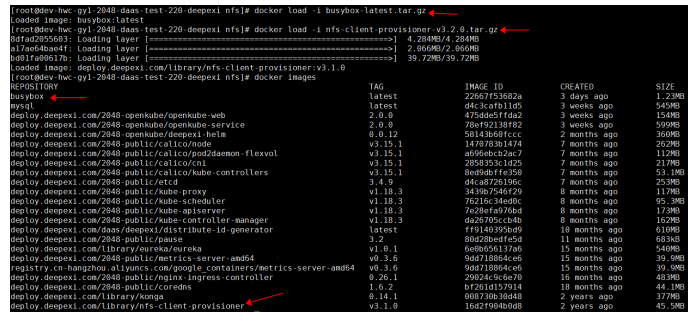 [root@dev-hwc-gy1-2048-daas-test-220-deepexi nfs]# docker load -i busybox-latest.tar.gz
Loaded image: busybox:latest
[root@dev-hwc-gy1-2048-daas-test-220-deepexi nfs]# docker load -i nfs-client-provisioner-v3.2.0.tar.gz
8dfad2055603: Loading layer [==================================================>] 4.284MB/4.284MB
a17ae64bae4f: Loading layer [==================================================>] 2.066MB/2.066MB
bd01fa00617b: Loading layer [==================================================>] 39.72MB/39.72MB
Loaded image: deploy.deepexi.com/library/nfs-client-provisioner:v3.1.0
[root@dev-hwc-gy1-2048-daas-test-220-deepexi nfs]# docker images
REPOSITORY TAG IMAGE ID CREATED SIZE
busybox latest 22667f53682a 3 days ago 1.23MB
mysql latest d4c3cafb11d5 3 weeks ago 545MB
deploy.deepexi.com/2048-openkube/openkube-web 2.0.0 475dde5ffda2 3 weeks ago 154MB
deploy.deepexi.com/2048-openkube/openkube-service 2.0.0 78ef92138f82 3 weeks ago 599MB
deploy.deepexi.com/2048-openkube/deepexi-helm 0.0.12 58143b60fccc 2 months ago 360MB
deploy.deepexi.com/2048-public/calico/node v3.15.1 1470783b1474 7 months ago 262MB
deploy.deepexi.com/2048-public/calico/pod2daemon-flexvol v3.15.1 a696ebcb2ac7 7 months ago 112MB
deploy.deepexi.com/2048-public/calico/cni v3.15.1 2858353c1d25 7 months ago 217MB
deploy.deepexi.com/2048-public/calico/kube-controllers v3.15.1 8ed9dbffe350 7 months ago 53.1MB
deploy.deepexi.com/2048-public/etcd 3.4.9 d4ca8726196c 7 months ago 253MB
deploy.deepexi.com/2048-public/kube-proxy v1.18.3 3439b7546f29 8 months ago 117MB
deploy.deepexi.com/2048-public/kube-scheduler v1.18.3 76216c34ed0c 8 months ago 95.3MB
deploy.deepexi.com/2048-public/kube-apiserver v1.18.3 7e28efa976bd 8 months ago 173MB
deploy.deepexi.com/2048-public/kube-controller-manager v1.18.3 da26705ccb4b 8 months ago 162MB
deploy.deepexi.com/daas/deepexi/distribute-id-generator latest ff9140395bd9 10 months ago 610MB
deploy.deepexi.com/2048-public/pause 3.2 80d28bedfe5d 11 months ago 683kB
deploy.deepexi.com/library/eureka/eureka v1.0.1 6e0b656137a6 15 months ago 540MB
deploy.deepexi.com/2048-public/metrics-server-amd64 v0.3.6 9dd718864ce6 15 months ago 39.9MB
registry.cn-hangzhou.aliyuncs.com/google_containers/metrics-server-amd64 v0.3.6 9dd718864ce6 15 months ago 39.9MB
deploy.deepexi.com/2048-public/nginx-ingress-controller 0.26.1 29024c9c6e70 16 months ago 483MB
deploy.deepexi.com/2048-public/coredns 1.6.2 bf261d157914 18 months ago 44.1MB
deploy.deepexi.com/library/konga 0.14.1 008730b30d48 2 years ago 377MB
deploy.deepexi.com/library/nfs-client-provisioner v3.1.0 16d2f904b0d8 2 years ago 45.5MB